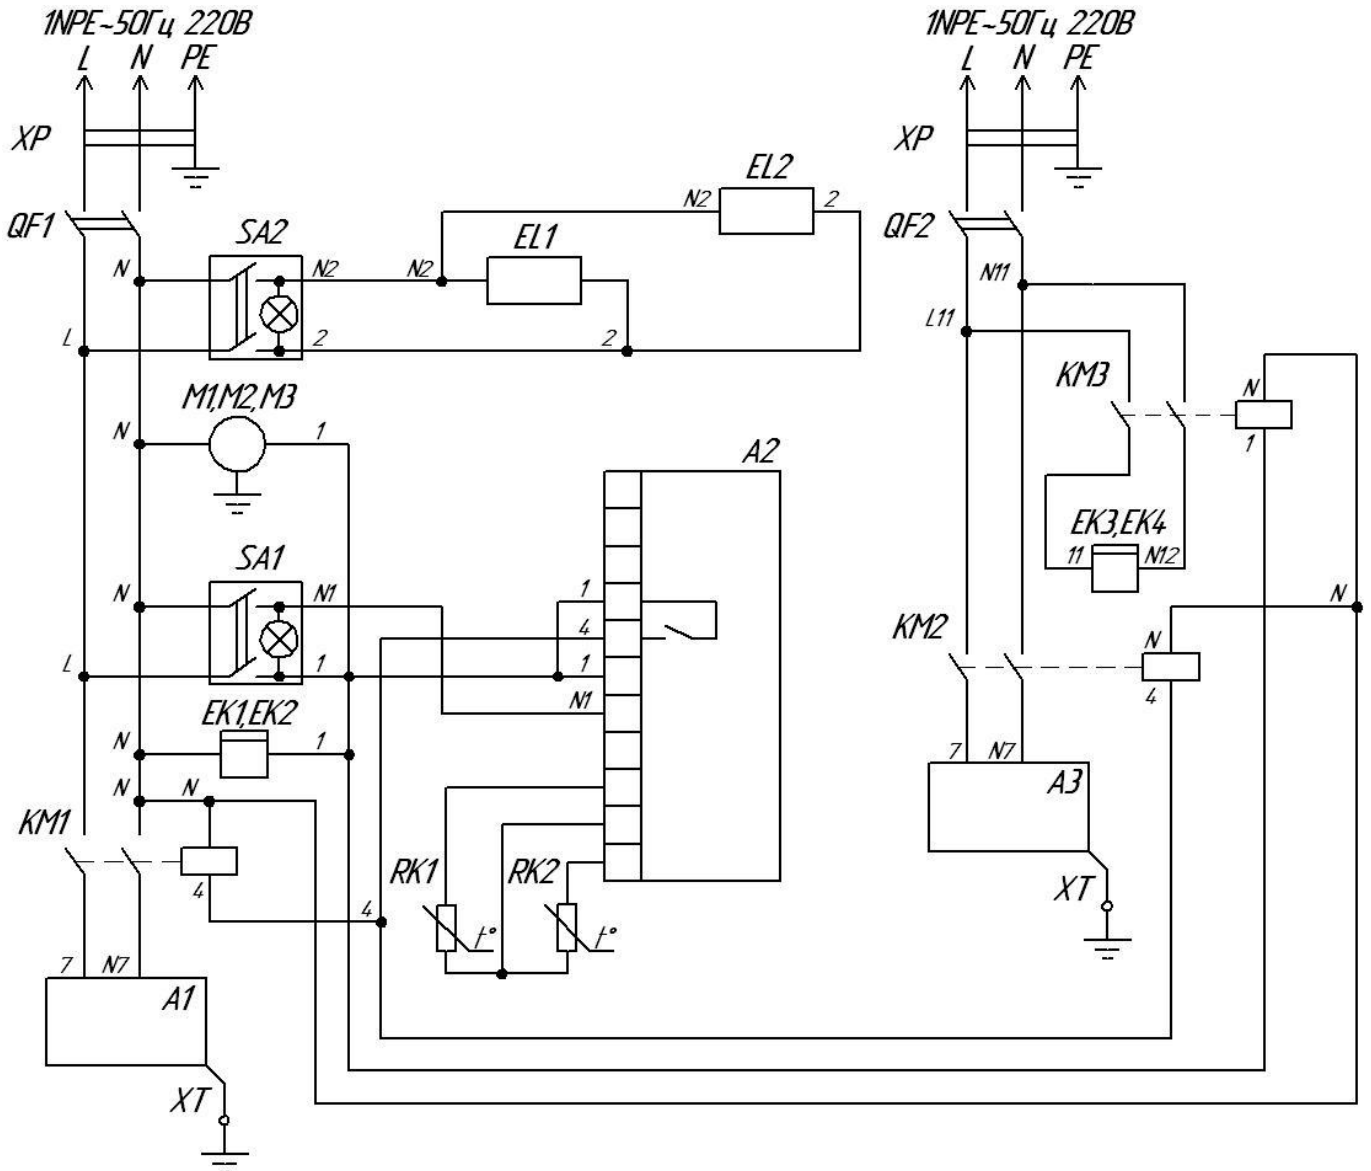 1NPE~50Гц 220В 1NPE~50Гц 220В
L N PE L N PE
XP XP
EL2
N2 2
QF1 SA2 EL1 QF2
N N2 N2 N11
L 2 2 L11
KM3 N
M1,M2,M3
N 1 1
A2
EK3,EK4
SA1 11 N12
N N1 1 N
4 KM2 N
L 1 1
N1 4
EK1,EK2
N 1 7 N7
A3
N N
KM1
RK1 RK2
4 4 XT
t° t°
7 N7
A1
XT